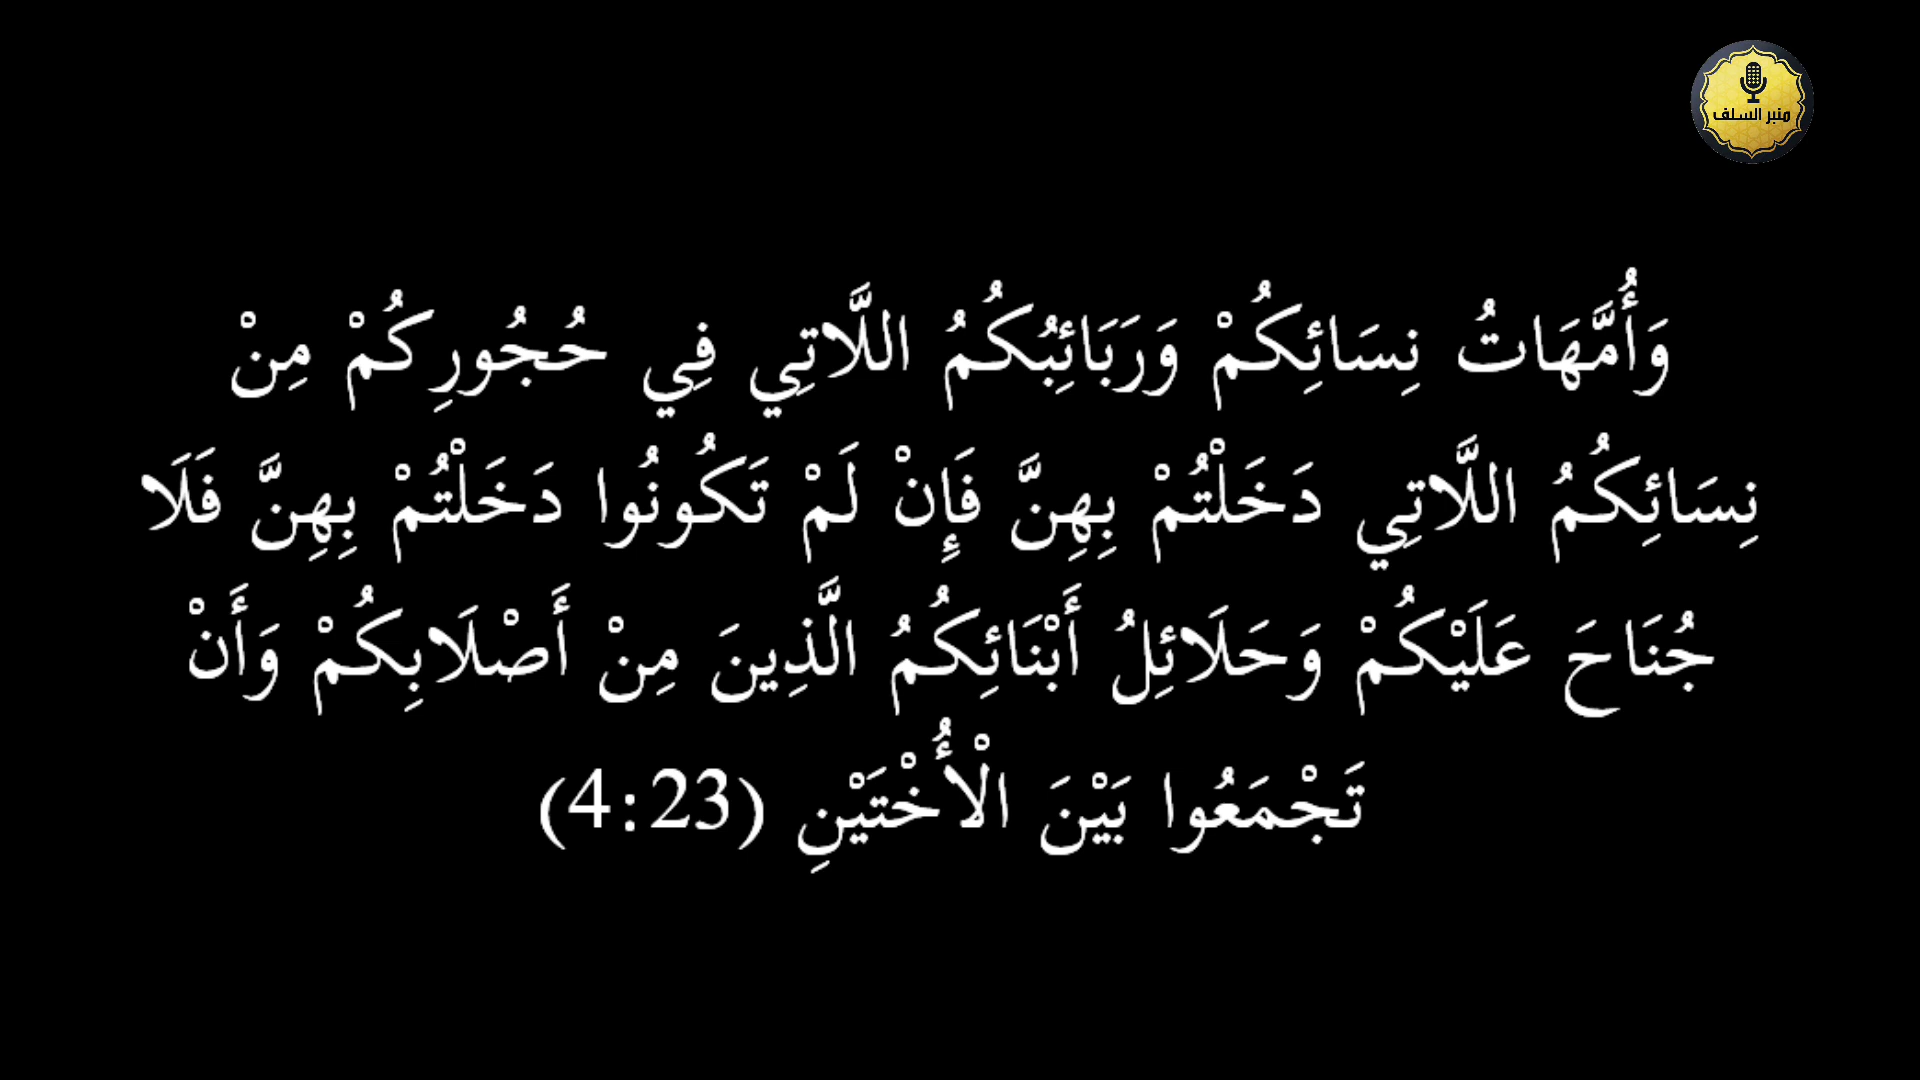 منبر السلف
وَأُمَّهَاتُ نِسَائِكُمْ وَرَبَائِبُكُمُ اللَّاتِي فِي حُجُورِكُمْ مِنْ
نِسَائِكُمُ اللَّاتِي دَخَلْتُمْ بِهِنَّ فَإِنْ لَمْ تَكُونُوا دَخَلْتُمْ بِهِنَّ فَلَا
جُنَاحَ عَلَيْكُمْ وَحَلَائِلُ أَبْنَائِكُمُ الَّذِينَ مِنْ أَصْلَابِكُمْ وَأَنْ
تَجْمَعُوا بَيْنَ الْأُخْتَيْنِ (4:23)